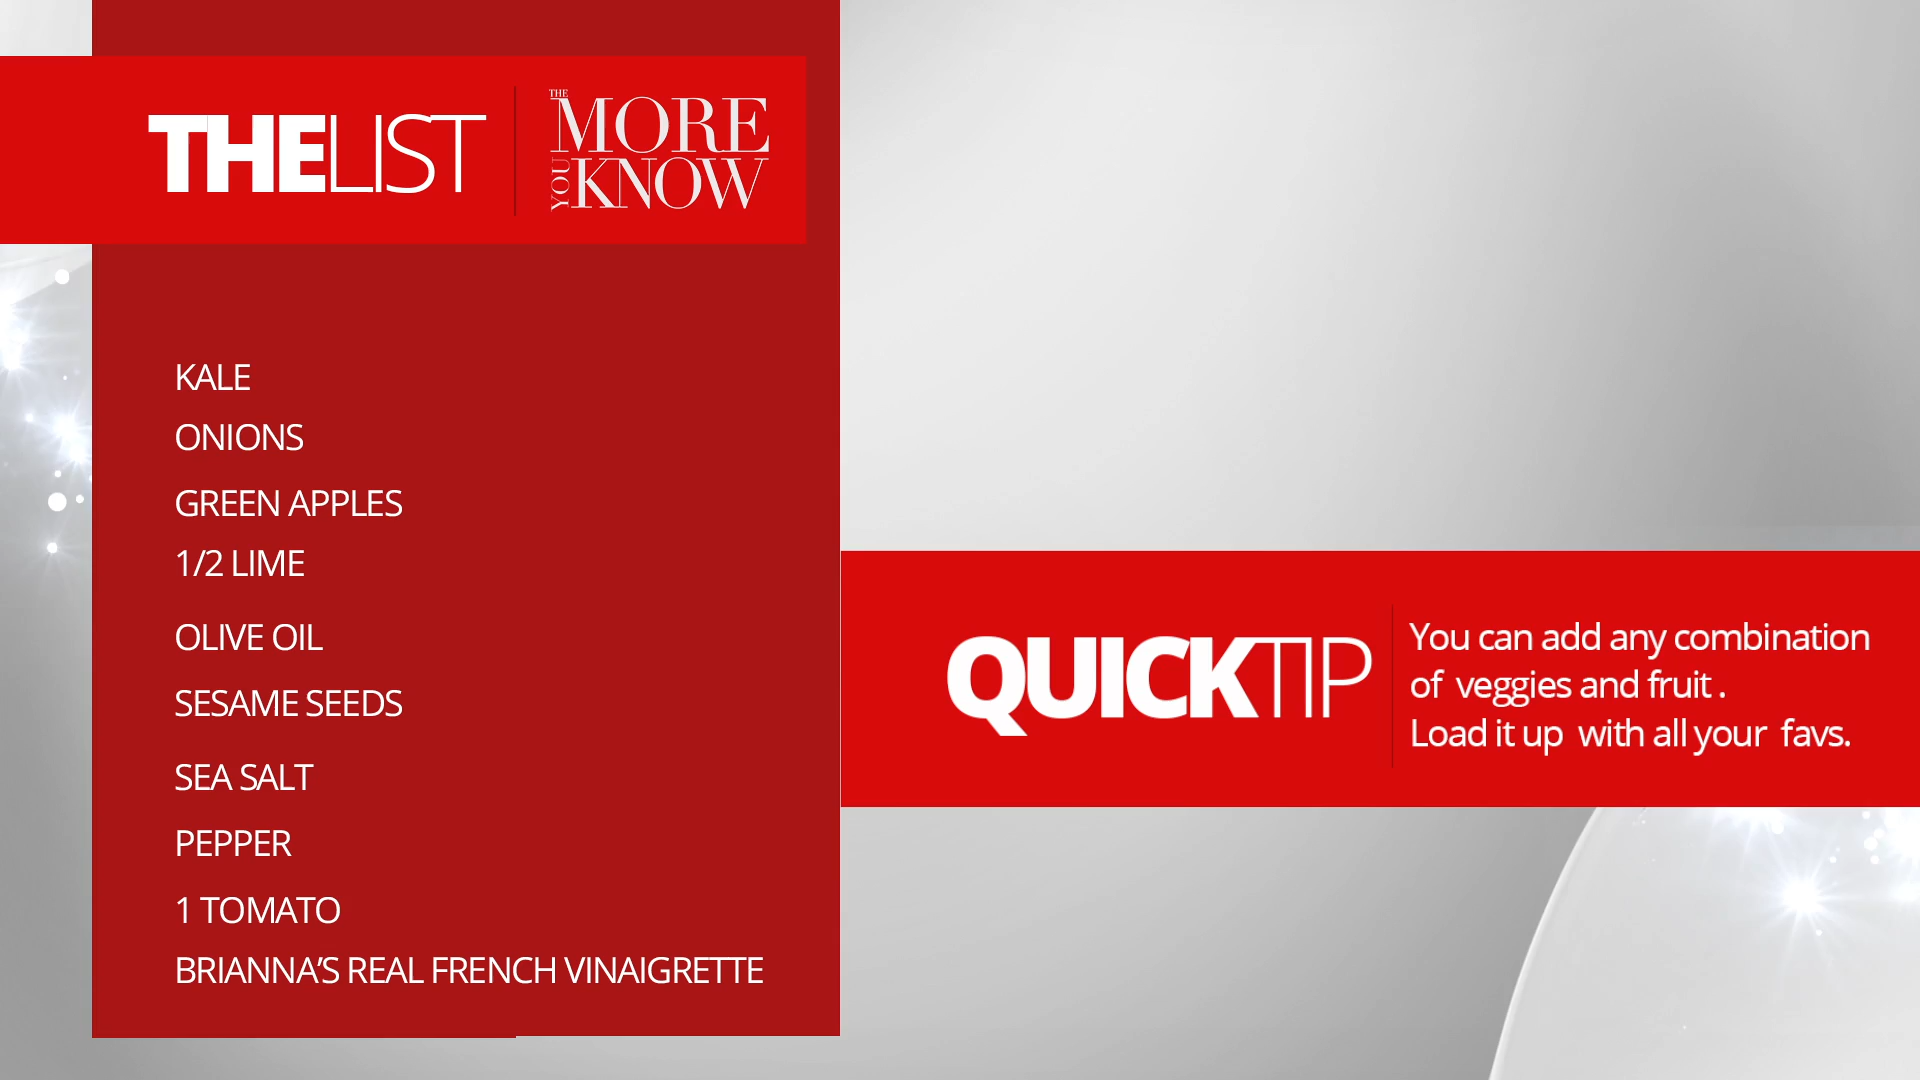 THELIST
THE MORE
YOU KNOW
KALE
ONIONS
GREEN APPLES
1/2 LIME
OLIVE OIL
SESAME SEEDS
SEA SALT
PEPPER
1 TOMATO
BRIANNA’S REAL FRENCH VINAIGRETTE
QUICKTIP
You can add any combination
of  veggies and fruit .
Load it up  with all your  favs.